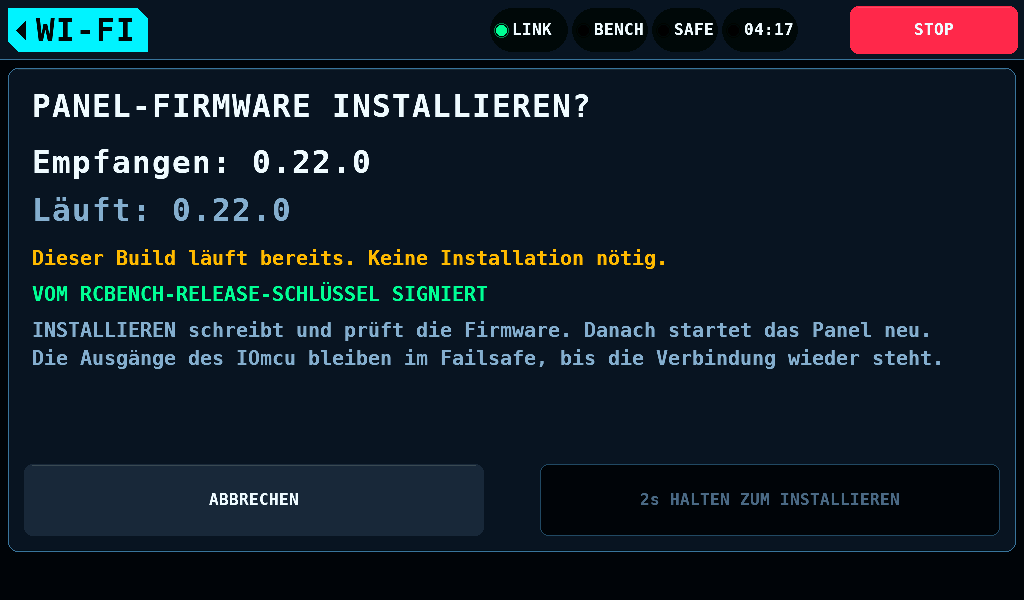 WI-FI
LINK
BENCH
SAFE
04:17
STOP
PANEL-FIRMWARE INSTALLIEREN?
Empfangen: 0.22.0
Läuft: 0.22.0
Dieser Build läuft bereits. Keine Installation nötig.
VOM RCBENCH-RELEASE-SCHLÜSSEL SIGNIERT
INSTALLIEREN schreibt und prüft die Firmware. Danach startet das Panel neu.
Die Ausgänge des IOmcu bleiben im Failsafe, bis die Verbindung wieder steht.
ABBRECHEN
2s HALTEN ZUM INSTALLIEREN